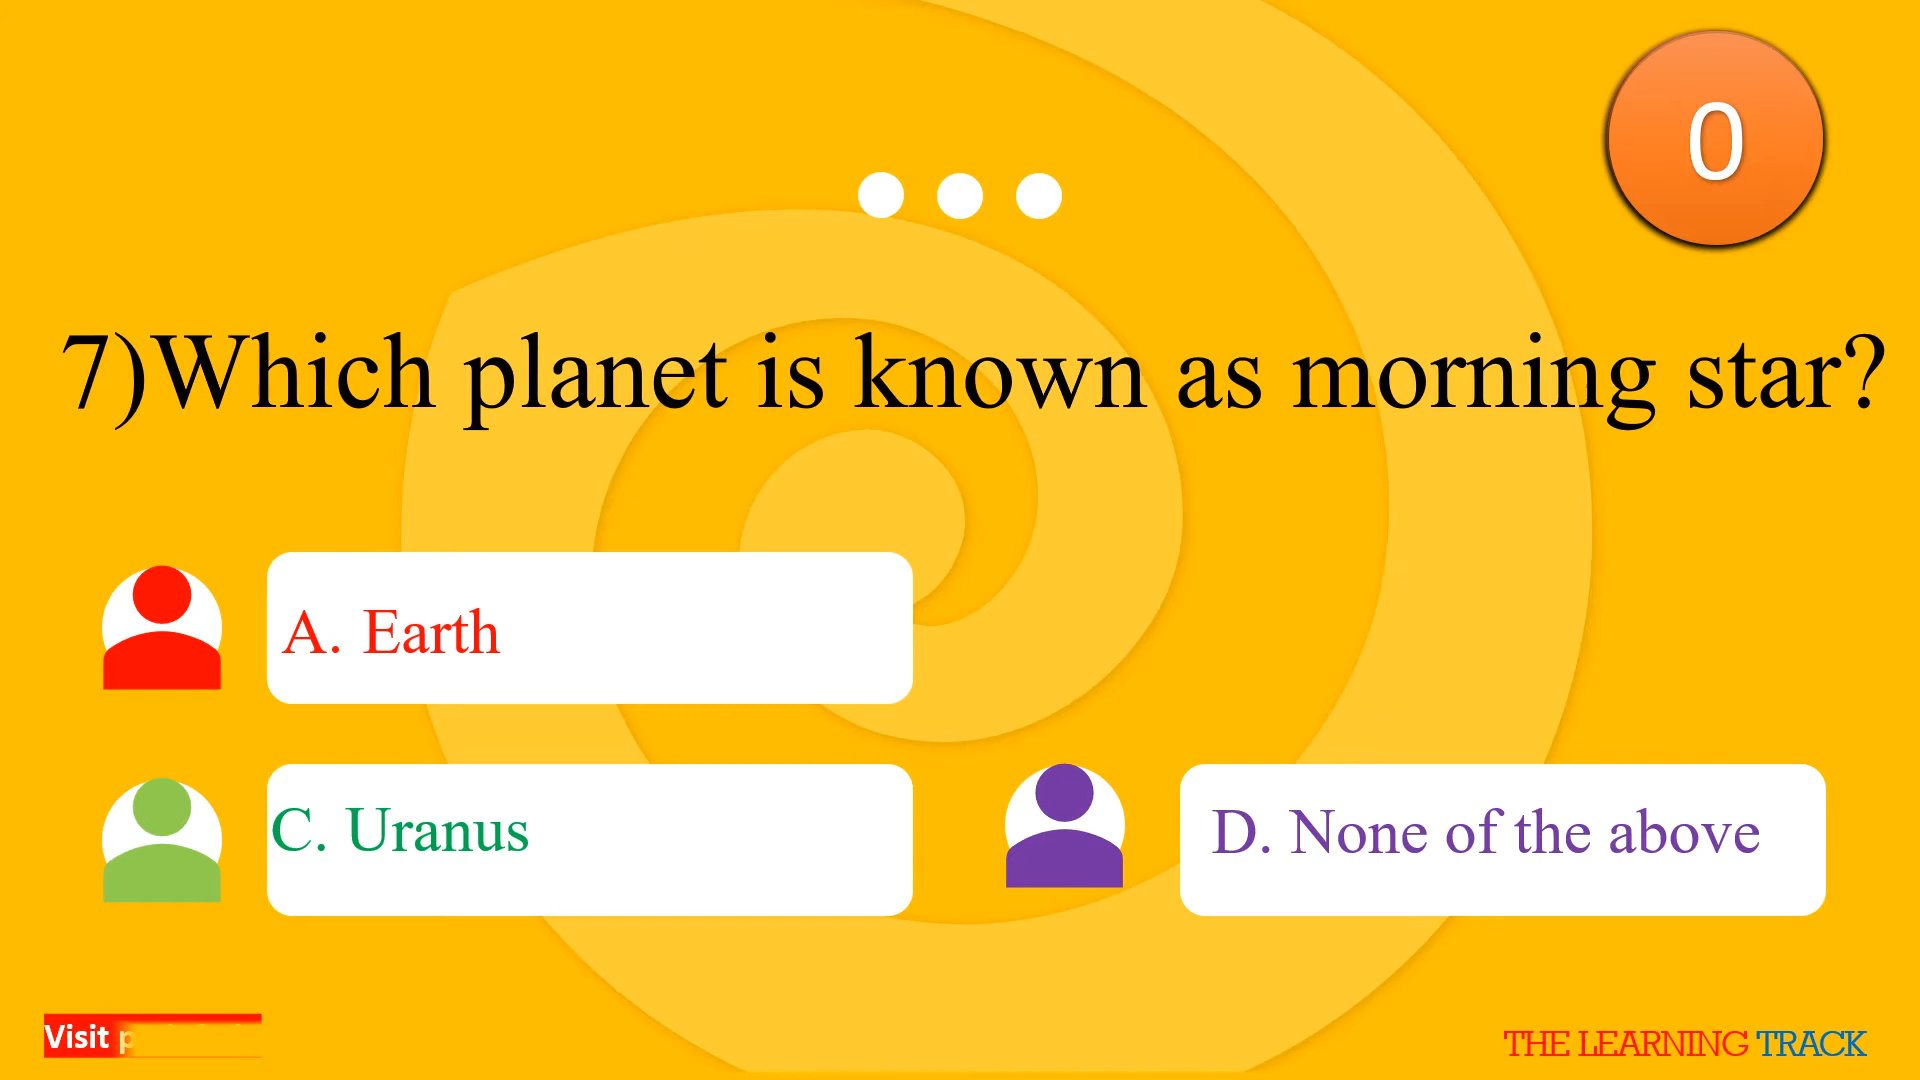 0
7)Which planet is known as morning star?
A. Earth
C. Uranus
D. None of the above
Visit
THE LEARNING TRACK